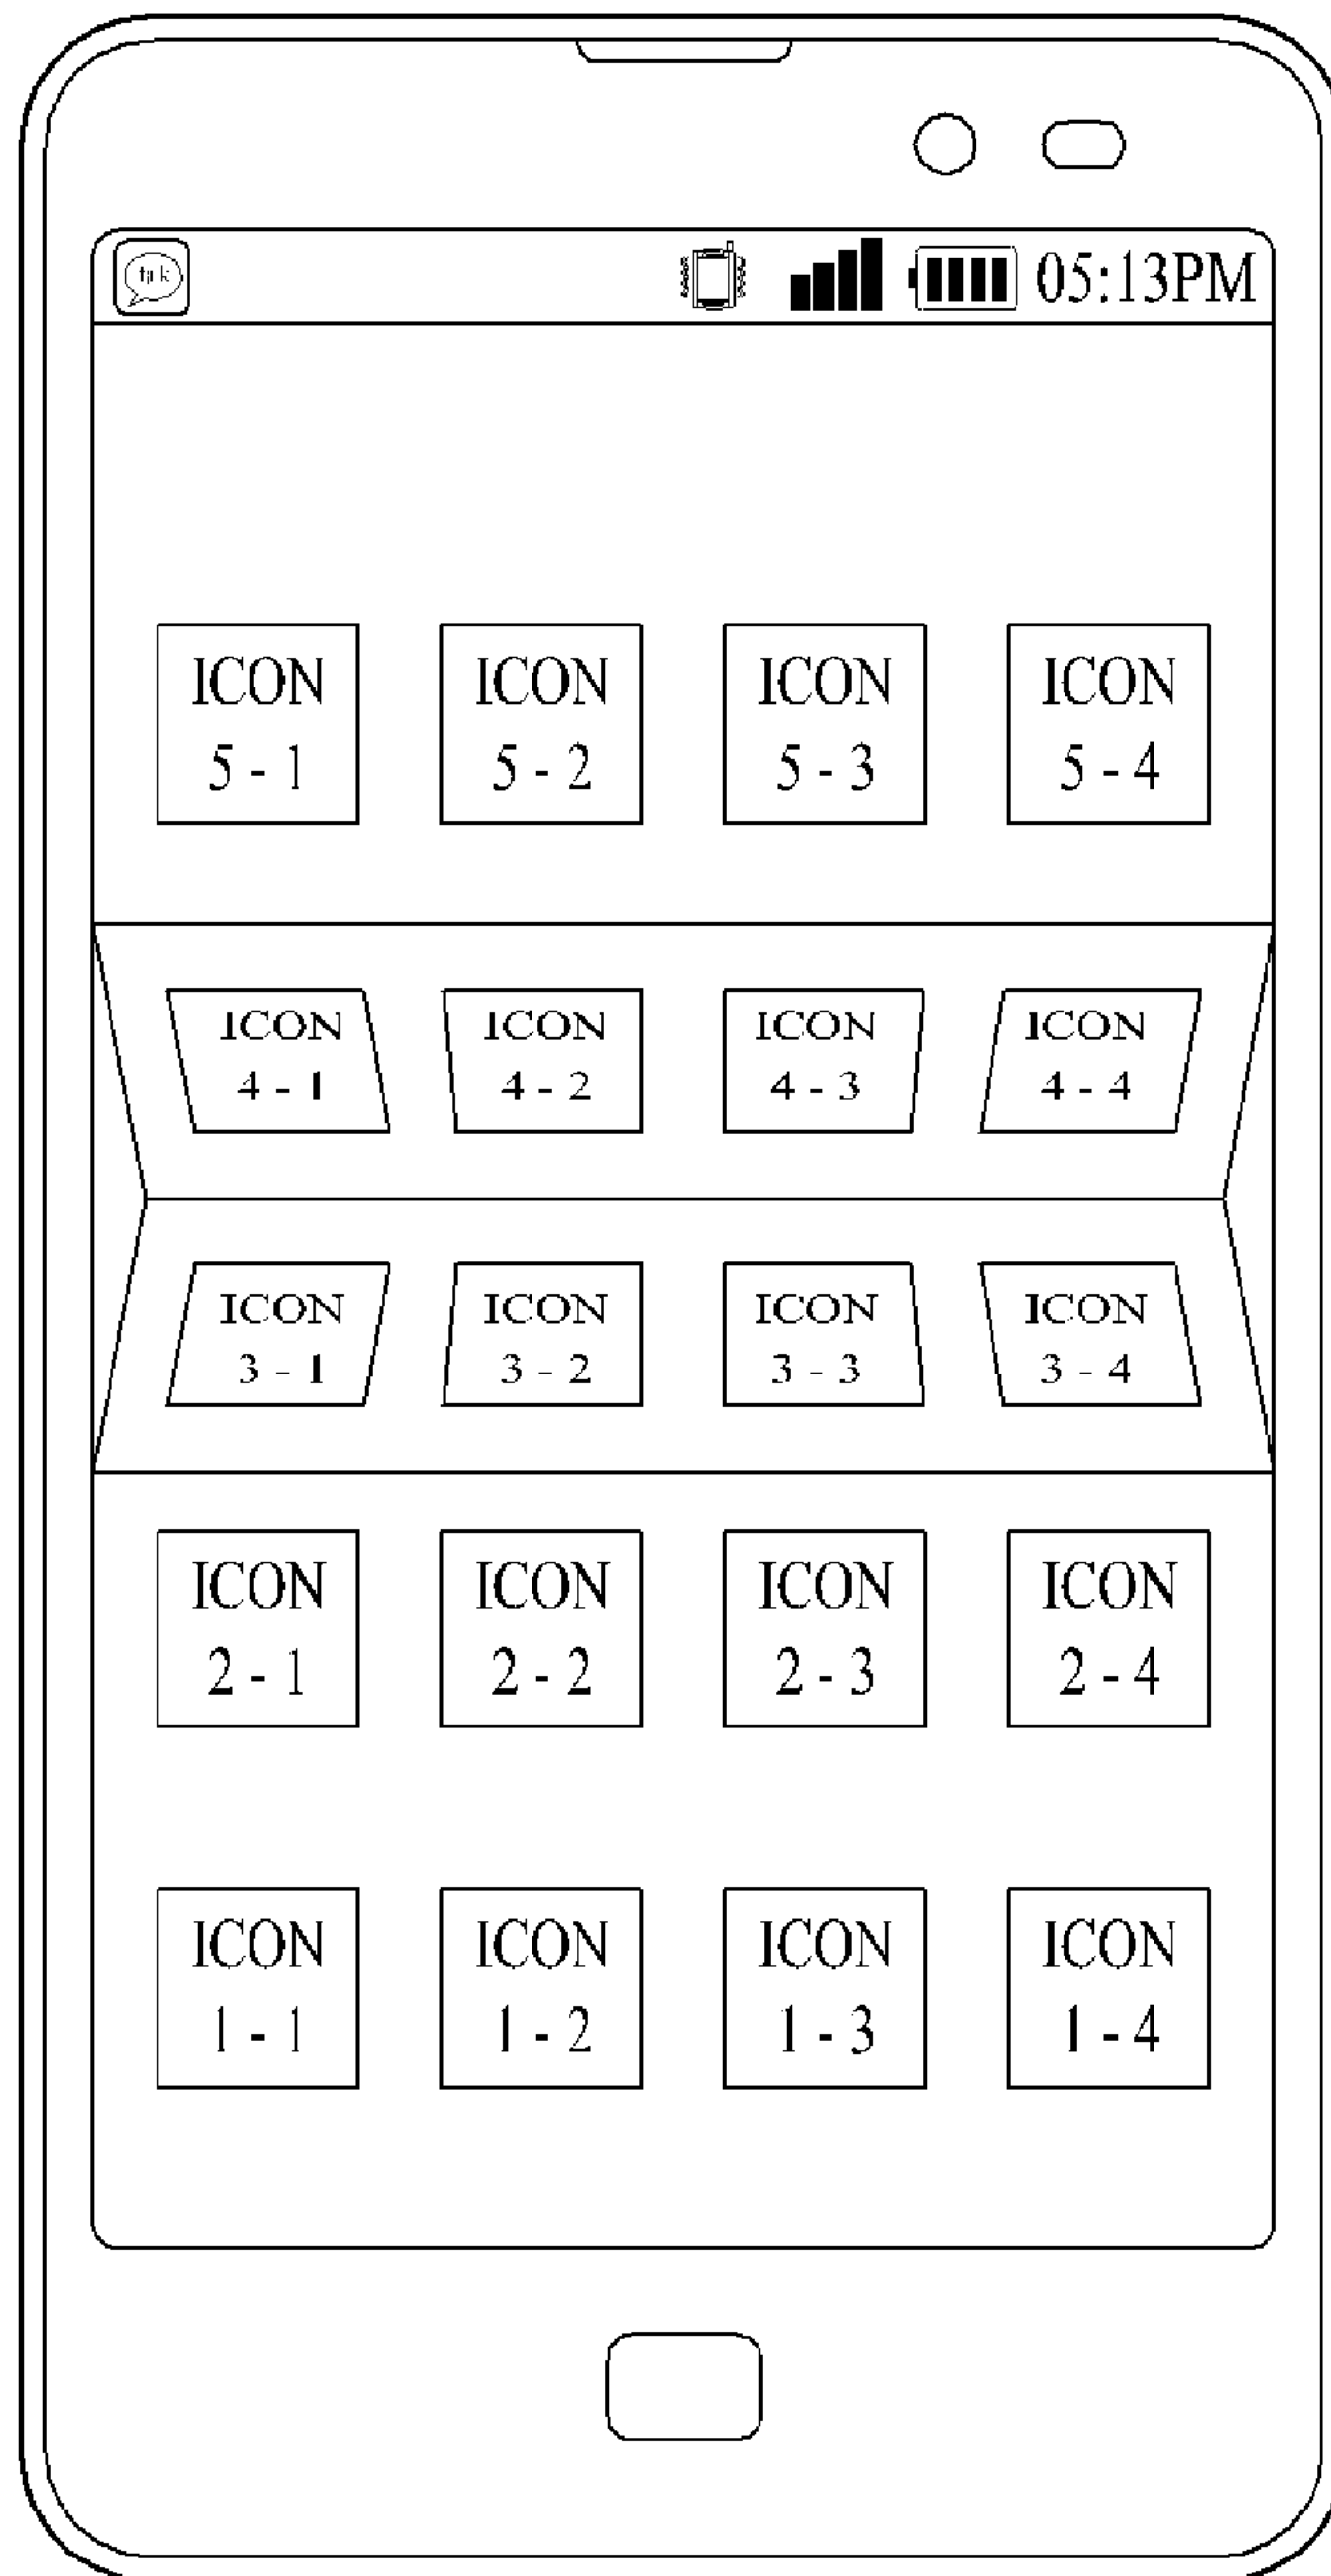 05:13PM
ICON ICON ICON ICON
5 - 1 5 - 2 5 - 3 5 - 4
ICON ICON ICON ICON
4 - 1 4 - 2 4 - 3 4 - 4
ICON ICON ICON ICON
3 - 1 3 - 2 3 - 3 3 - 4
ICON ICON ICON ICON
2 - 1 2 - 2 2 - 3 2 - 4
ICON ICON ICON ICON
1 - 1 1 - 2 1 - 3 1 - 4